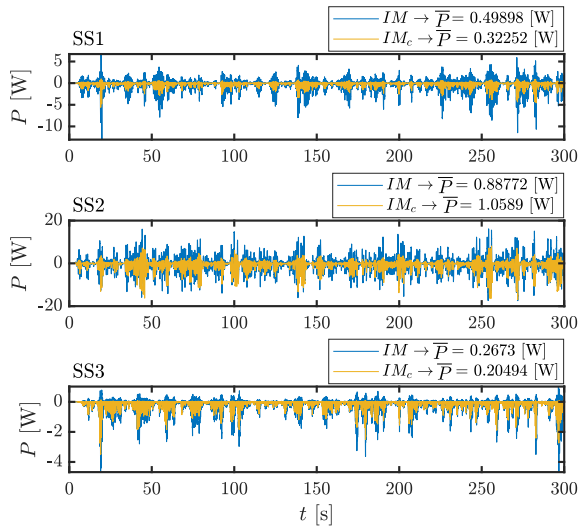 SS1
IM → P̅ = 0.49898 [W]
IM_c → P̅ = 0.32252 [W]
P [W]
5
0
-5
-10
0 50 100 150 200 250 300
SS2
IM → P̅ = 0.88772 [W]
IM_c → P̅ = 1.0589 [W]
P [W]
20
0
-20
0 50 100 150 200 250 300
SS3
IM → P̅ = 0.2673 [W]
IM_c → P̅ = 0.20494 [W]
P [W]
0
-2
-4
0 50 100 150 200 250 300
t [s]